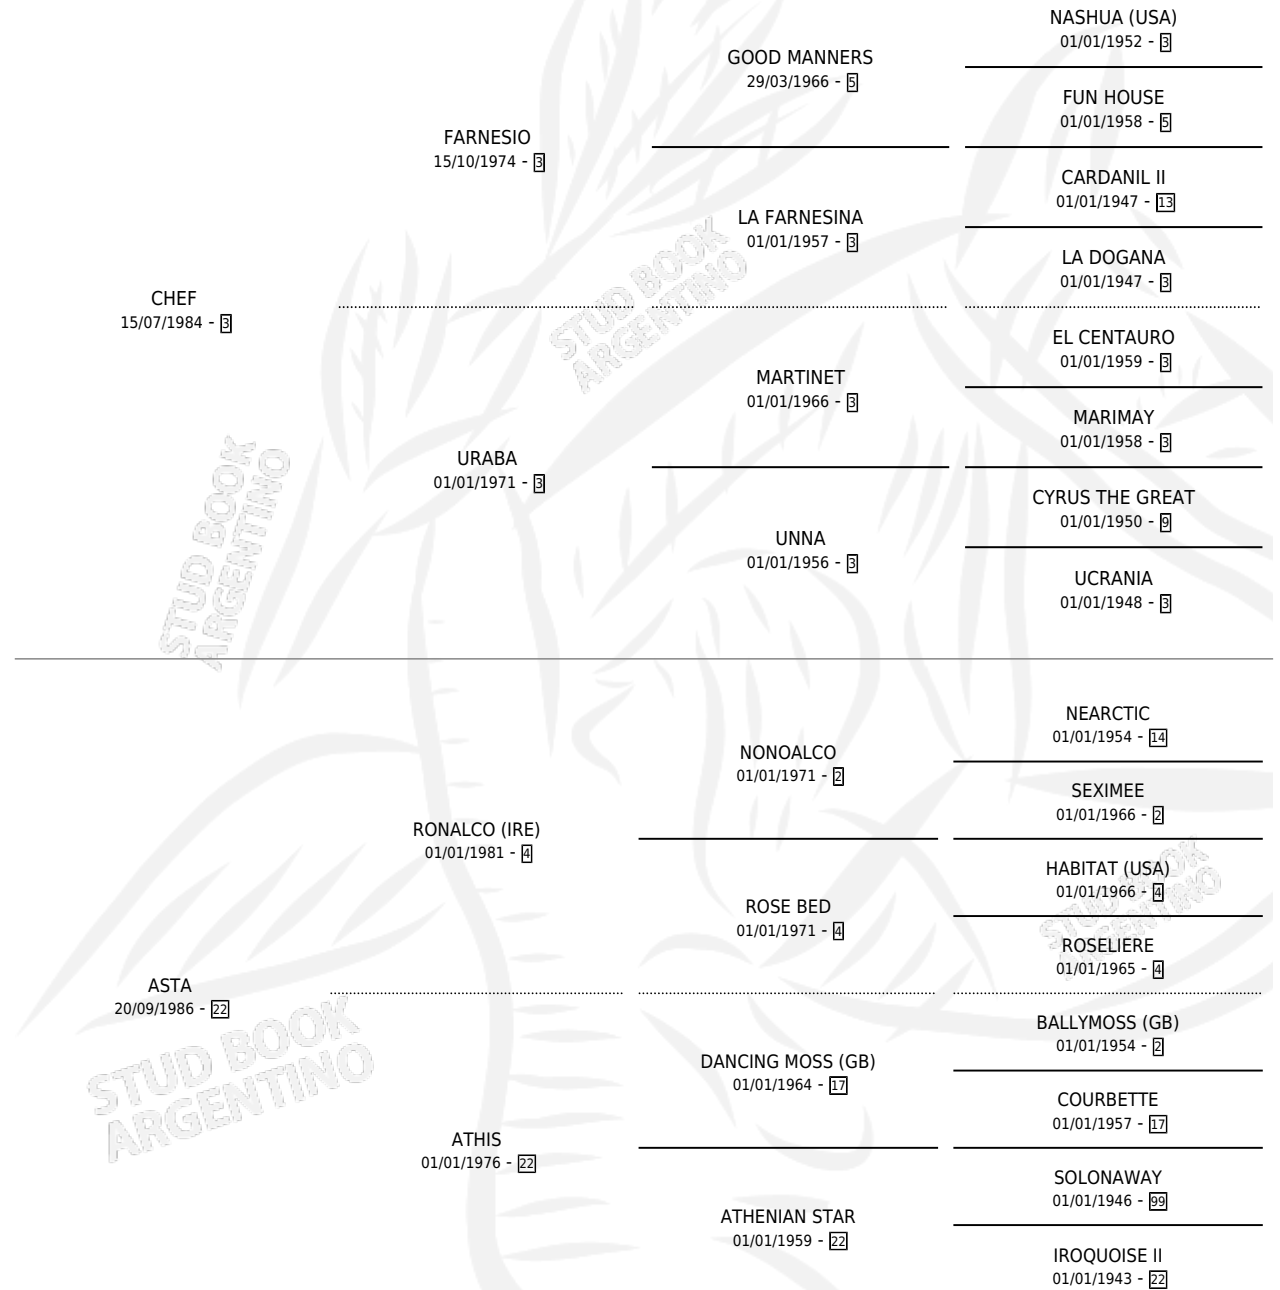 NASHUA (USA)
01/01/1952 - 3
GOOD MANNERS
29/03/1966 - 5
FUN HOUSE
01/01/1958 - 5
FARNESIO
15/10/1974 - 3
CARDANIL II
01/01/1947 - 13
LA FARNESINA
01/01/1957 - 3
LA DOGANA
01/01/1947 - 3
CHEF
15/07/1984 - 3
STUD BOOK
ARGENTINO
EL CENTAURO
01/01/1959 - 3
MARTINET
01/01/1966 - 3
MARIMAY
01/01/1958 - 3
URABA
01/01/1971 - 3
CYRUS THE GREAT
01/01/1950 - 9
UNNA
01/01/1956 - 3
UCRANIA
01/01/1948 - 3
STUD BOOK
ARGENTINO
NEARCTIC
01/01/1954 - 14
NONOALCO
01/01/1971 - 2
SEXIMEE
01/01/1966 - 2
RONALCO (IRE)
01/01/1981 - 4
HABITAT (USA)
01/01/1966 - 4
ROSE BED
01/01/1971 - 4
ROSELIERE
01/01/1965 - 4
STUD BOOK
ARGENTINO
ASTA
20/09/1986 - 22
STUD BOOK
ARGENTINO
BALLYMOSS (GB)
01/01/1954 - 2
DANCING MOSS (GB)
01/01/1964 - 17
COURBETTE
01/01/1957 - 17
ATHIS
01/01/1976 - 22
SOLONAWAY
01/01/1946 - 99
ATHENIAN STAR
01/01/1959 - 22
IROQUOISE II
01/01/1943 - 22